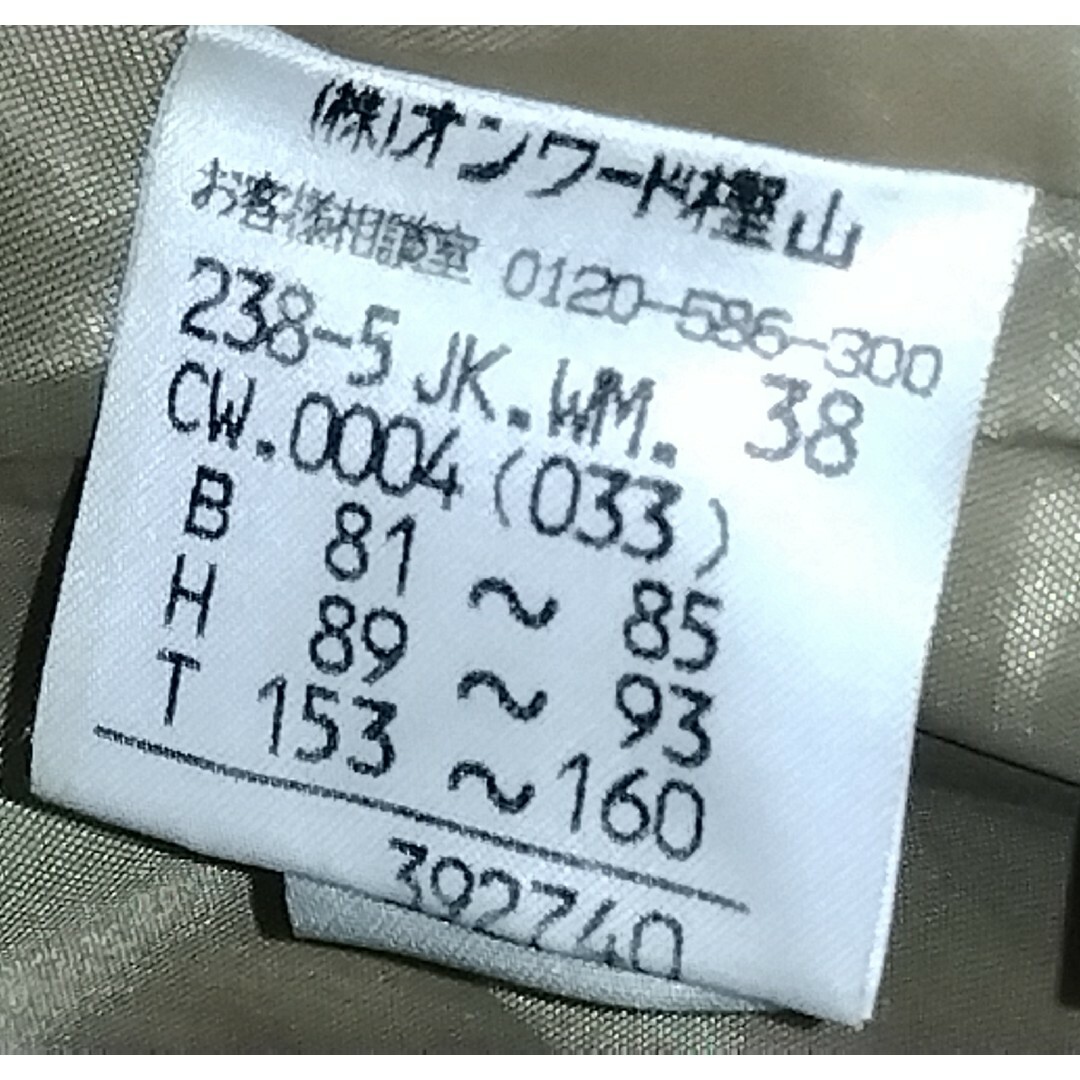 (株)オンワード樫山
お客様相談室 0120-586-300
238-5 JK.WM. 38
CW.0004(033)
B 81 ~ 85
H 89 ~ 93
T 153 ~ 160
392740